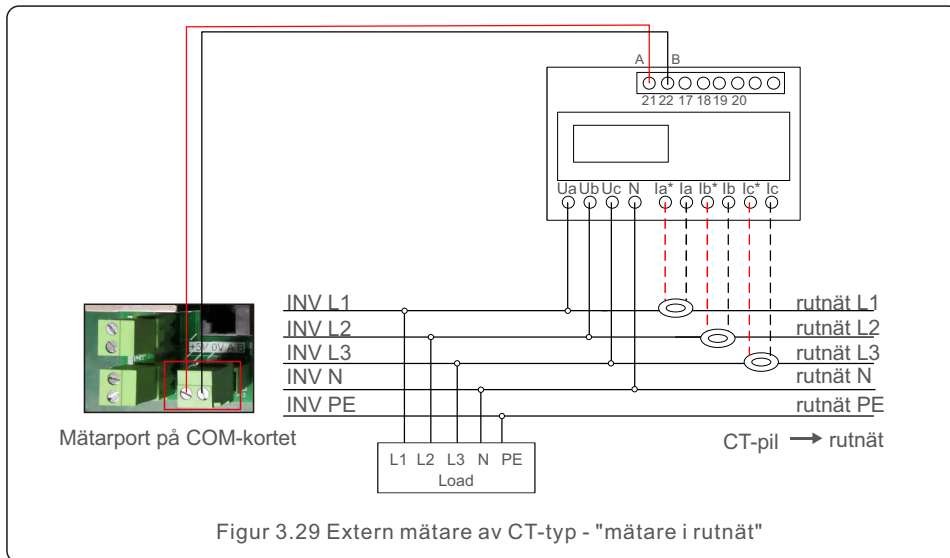 A B
21 22 17 18 19 20
Ua Ub Uc N Ia* Ia Ib* Ib Ic* Ic
+5V 0V A B
INV L1 rutnät L1
INV L2 rutnät L2
INV L3 rutnät L3
INV N rutnät N
INV PE rutnät PE
Mätarport på COM-kortet
CT-pil → rutnät
L1 L2 L3 N PE
Load
Figur 3.29 Extern mätare av CT-typ - "mätare i rutnät"